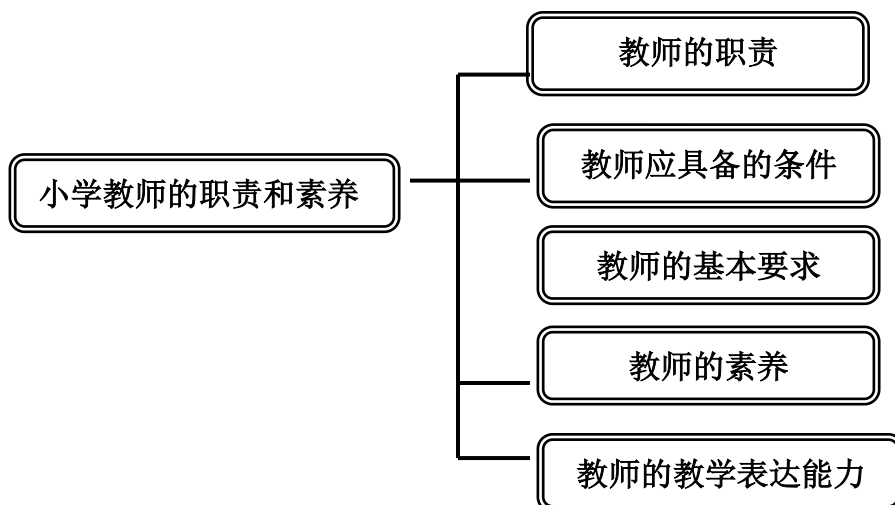 教师的职责
教师应具备的条件
小学教师的职责和素养
教师的基本要求
教师的素养
教师的教学表达能力